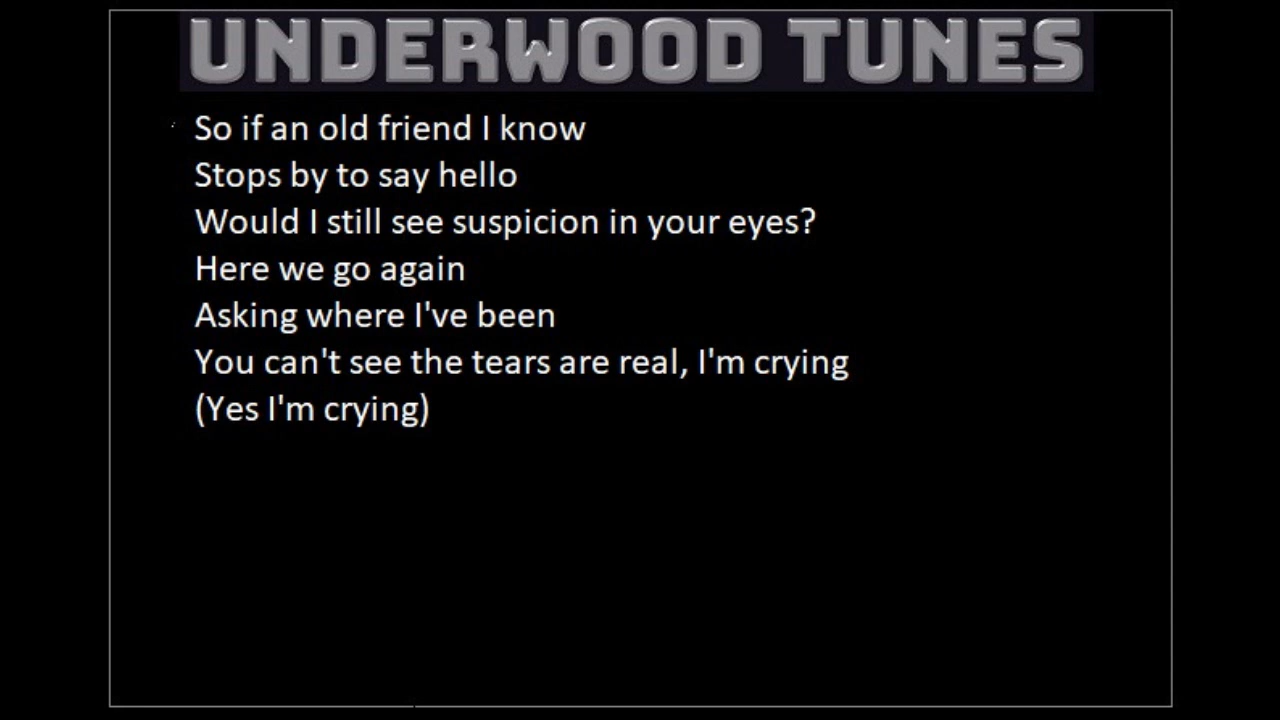 UNDERWOOD TUNES
So if an old friend I know
Stops by to say hello
Would I still see suspicion in your eyes?
Here we go again
Asking where I've been
You can't see the tears are real, I'm crying
(Yes I'm crying)